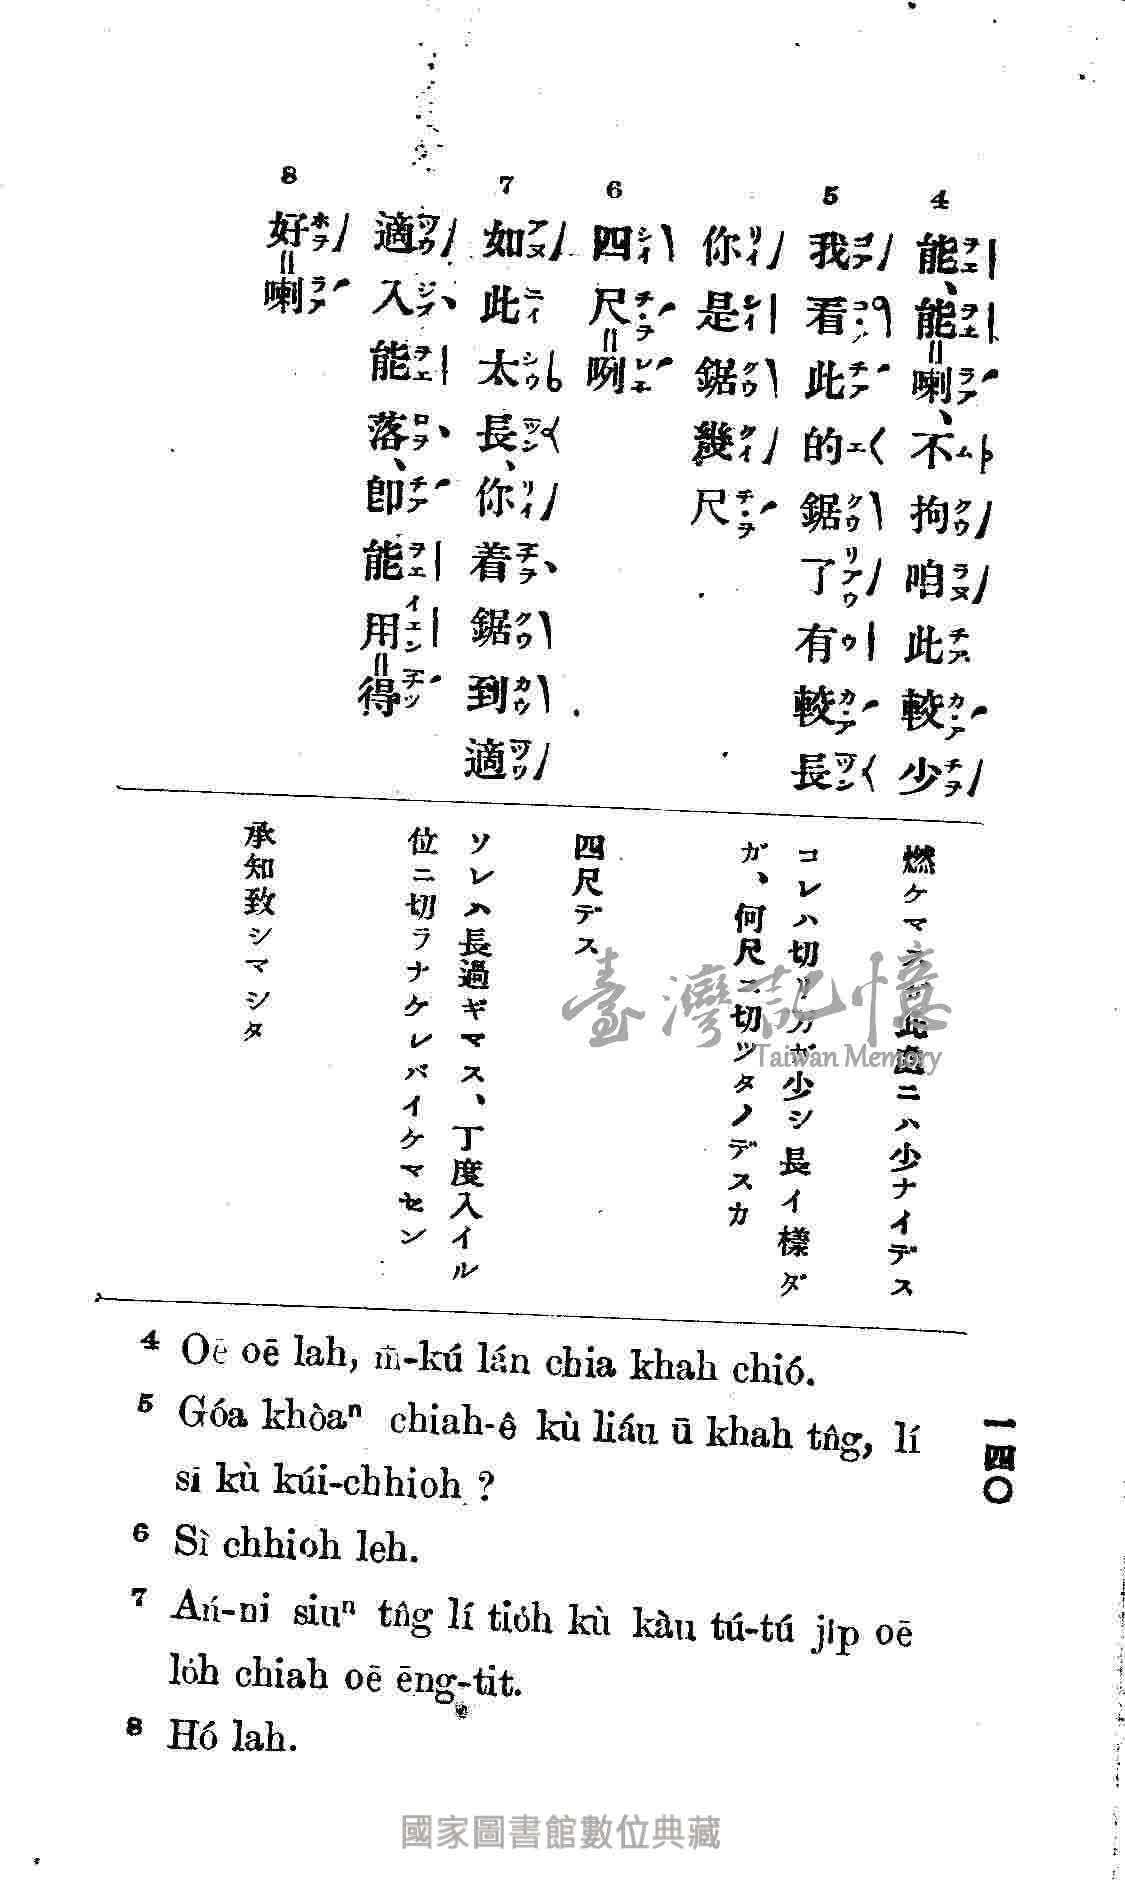 4 能、能=喇、不拘咱此較少
5 我看此的鋸了有較長
你是鋸幾尺
6 四尺=咧
7 如此太長、你着鋸到適
適入能落、卽能用=得
8 好=喇
燃ケマスガ此處ニハ少ナイデス
コレハ切リ方ガ少シ長イ樣ダ
ガ、何尺ニ切ツタノデスカ
四尺デス
ソレハ長過ギマス、丁度入イル
位ニ切ラナケレバイケマセン
承知致シマシタ
4 Oē oē lah, m̄-kú lán chia khah chió.
5 Góa khòaⁿ chiah-ê kù liáu ū khah tn̂g, lí
sī kù kúi-chhioh ?
6 Sì chhioh leh.
7 Ań-ni siuⁿ tn̂g lí tio̍h kù kàu tú-tú ji̍p oē
lo̍h chiah oē ēng-tit.
8 Hó lah.
一四〇
臺灣記憶
Taiwan Memory
國家圖書館數位典藏